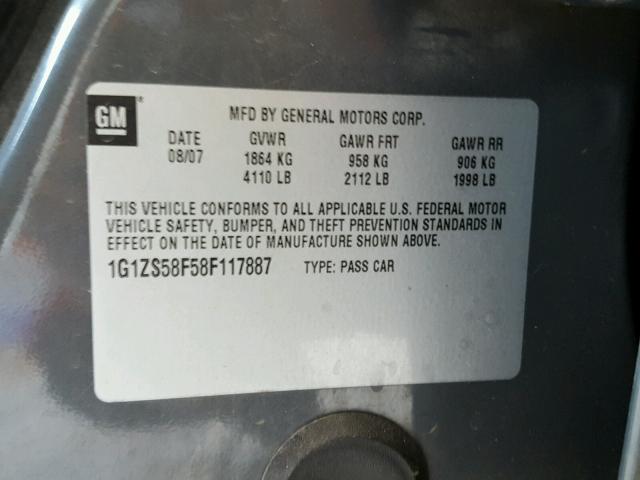 GM ® MFD BY GENERAL MOTORS CORP.
DATE GVWR GAWR FRT GAWR RR
08/07 1864 KG 958 KG 906 KG
4110 LB 2112 LB 1998 LB
THIS VEHICLE CONFORMS TO ALL APPLICABLE U.S. FEDERAL MOTOR
VEHICLE SAFETY, BUMPER, AND THEFT PREVENTION STANDARDS IN
EFFECT ON THE DATE OF MANUFACTURE SHOWN ABOVE.
1G1ZS58F58F117887 TYPE: PASS CAR